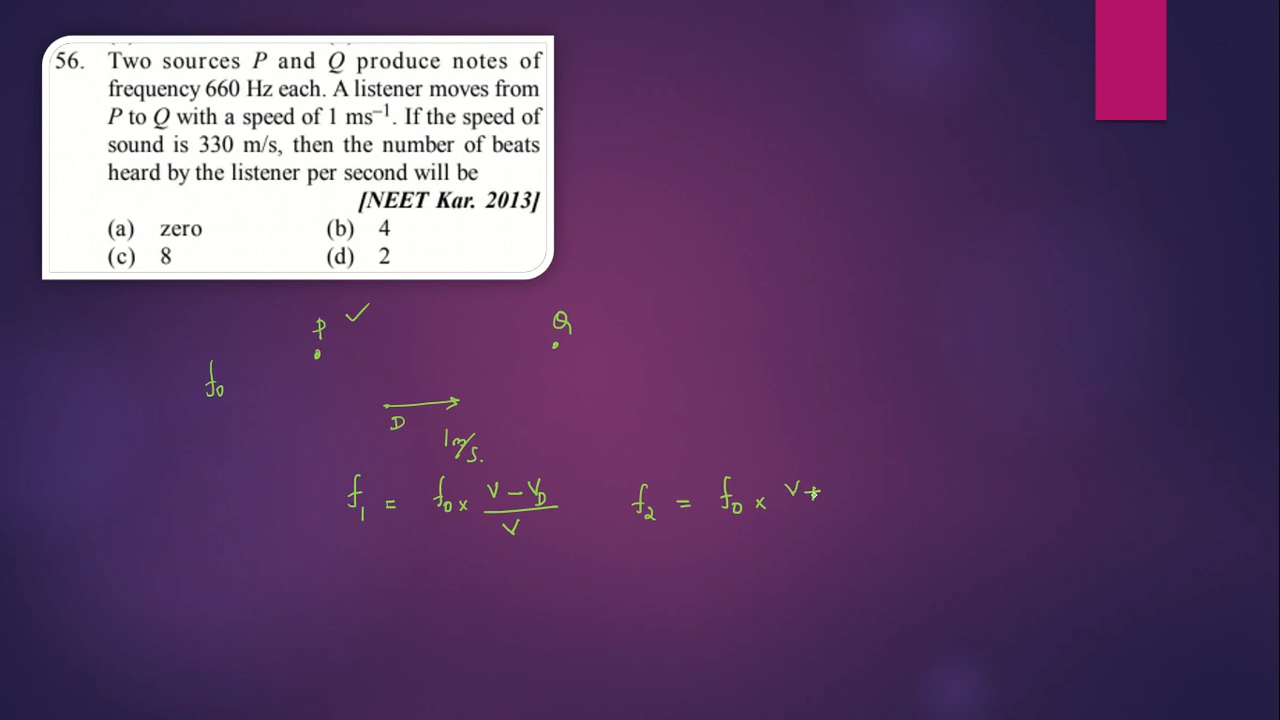 56. Two sources P and Q produce notes of
frequency 660 Hz each. A listener moves from
P to Q with a speed of 1 ms⁻¹. If the speed of
sound is 330 m/s, then the number of beats
heard by the listener per second will be
[NEET Kar. 2013]
(a) zero (b) 4
(c) 8 (d) 2
P ✓ Q
f₀
D
1 m/s.
f₁ = f₀ × (V − V_D)/V f₂ = f₀ × V +